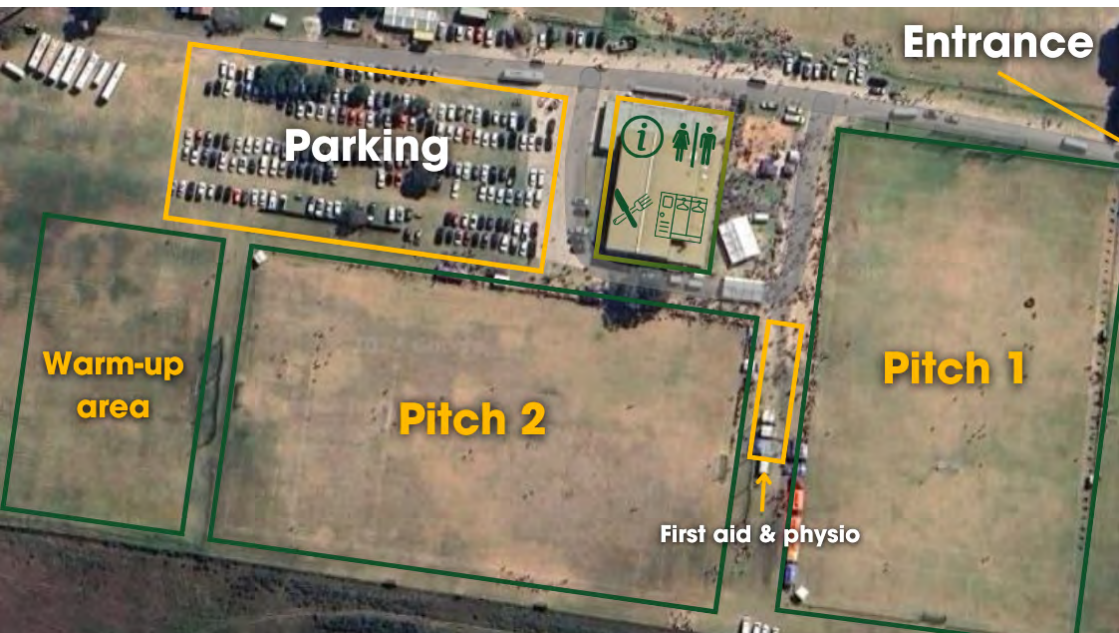 Entrance
Parking
i
Warm-up
area
Pitch 2
Pitch 1
First aid & physio